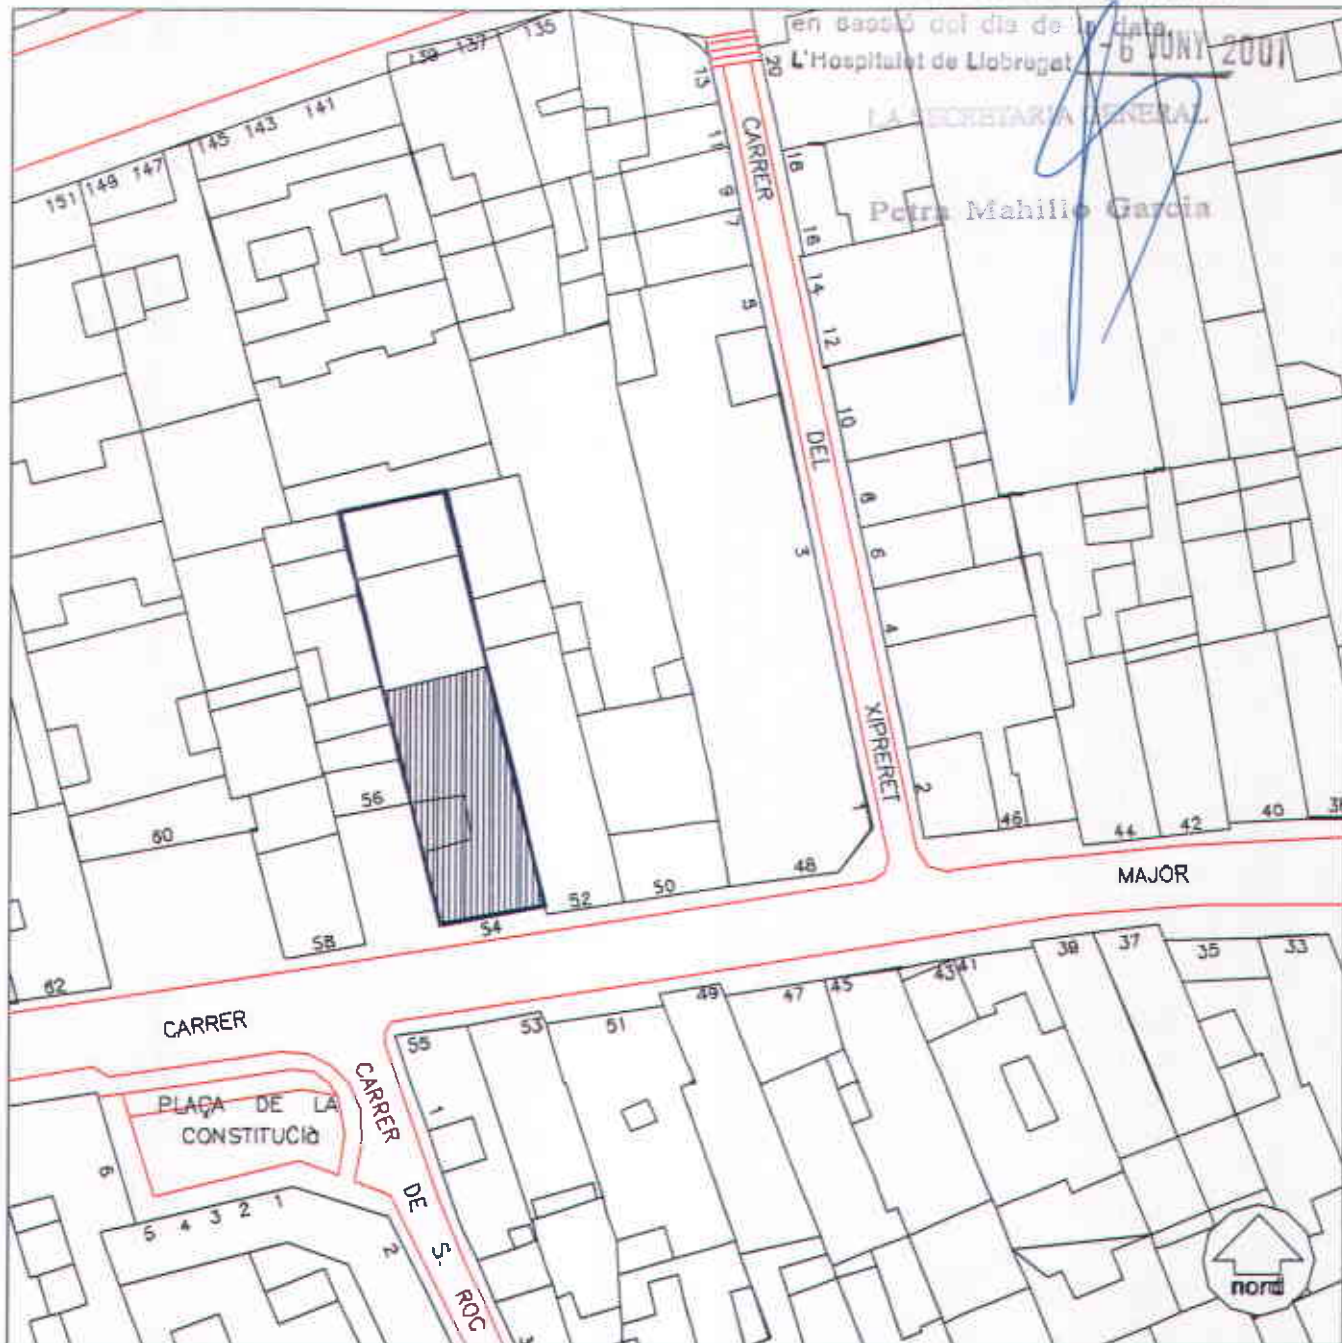 en sessió del dia de la data.
L'Hospitalet de Llobregat - 6 JUNY 2001
LA SECRETARIA GENERAL
Petra Mahillo Garcia
139 137 135
151 149 147 145 143 141
13 20
11 18
9
7 16
14
5 12
10
8
3 6
4
CARRER DEL XIPRERET
1 2
56
60
58
62
54
52
50
48
46
44
42
40
MAJOR
CARRER
39 37 35 33
49 47 45 43 41
55 53 51
PLAÇA DE LA
CONSTITUCIÓ
CARRER DE S. ROC
1
6
5 4 3 2 1
2
nord